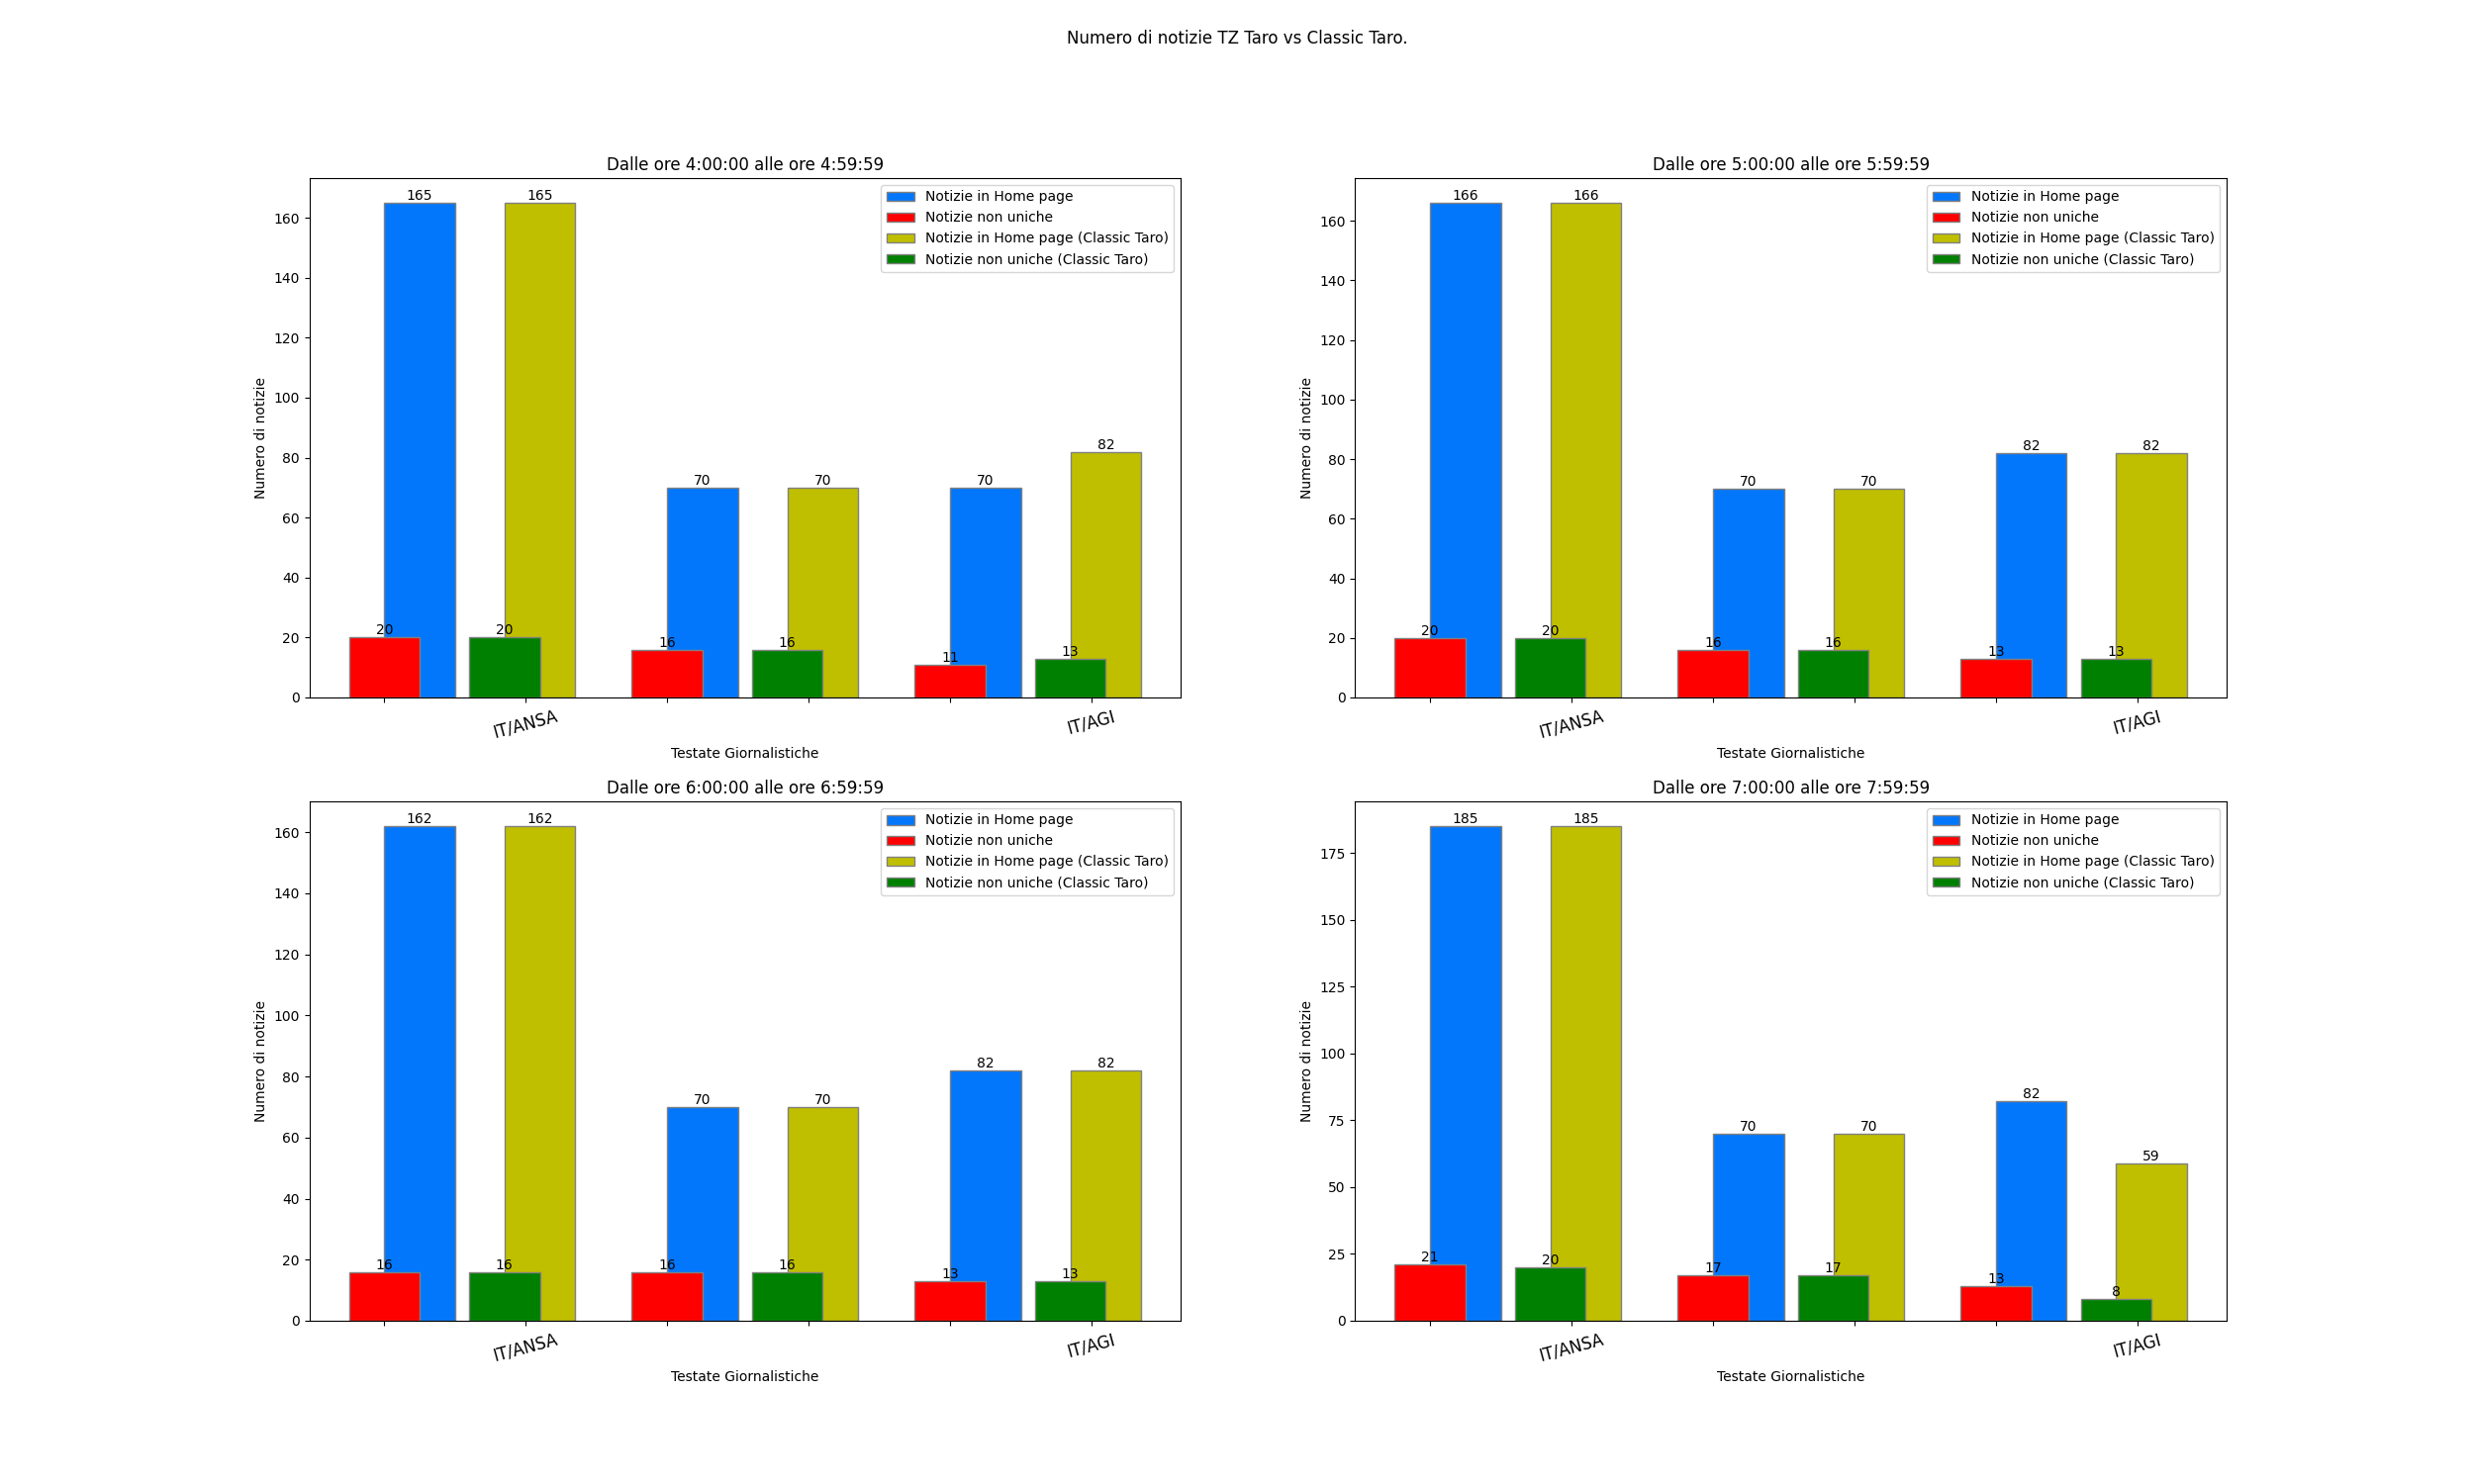 Numero di notizie TZ Taro vs Classic Taro.
Dalle ore 4:00:00 alle ore 4:59:59
Numero di notizie
160
140
120
100
80
60
40
20
0
165
165
70
70
70
82
20
20
16
16
11
13
Notizie in Home page
Notizie non uniche
Notizie in Home page (Classic Taro)
Notizie non uniche (Classic Taro)
IT/ANSA
IT/AGI
Testate Giornalistiche
Dalle ore 5:00:00 alle ore 5:59:59
Numero di notizie
160
140
120
100
80
60
40
20
0
166
166
70
70
82
82
20
20
16
16
13
13
Notizie in Home page
Notizie non uniche
Notizie in Home page (Classic Taro)
Notizie non uniche (Classic Taro)
IT/ANSA
IT/AGI
Testate Giornalistiche
Dalle ore 6:00:00 alle ore 6:59:59
Numero di notizie
160
140
120
100
80
60
40
20
0
162
162
70
70
82
82
16
16
16
16
13
13
Notizie in Home page
Notizie non uniche
Notizie in Home page (Classic Taro)
Notizie non uniche (Classic Taro)
IT/ANSA
IT/AGI
Testate Giornalistiche
Dalle ore 7:00:00 alle ore 7:59:59
Numero di notizie
175
150
125
100
75
50
25
0
185
185
70
70
82
59
21
20
17
17
13
8
Notizie in Home page
Notizie non uniche
Notizie in Home page (Classic Taro)
Notizie non uniche (Classic Taro)
IT/ANSA
IT/AGI
Testate Giornalistiche